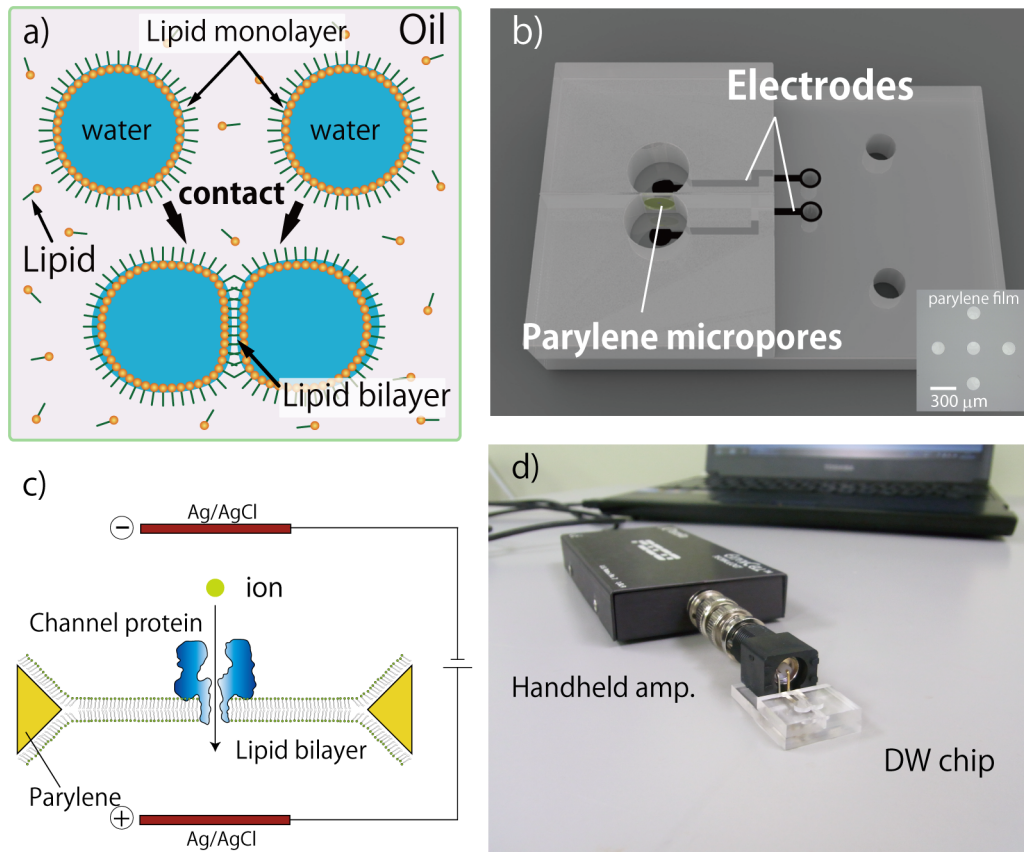 a)
Lipid monolayer
Oil
water
water
contact
Lipid
Lipid bilayer
b)
Electrodes
Parylene micropores
parylene film
300 μm
c)
Ag/AgCl
−
ion
Channel protein
Lipid bilayer
Parylene
+
Ag/AgCl
d)
TOSHIBA
Handheld amp.
DW chip